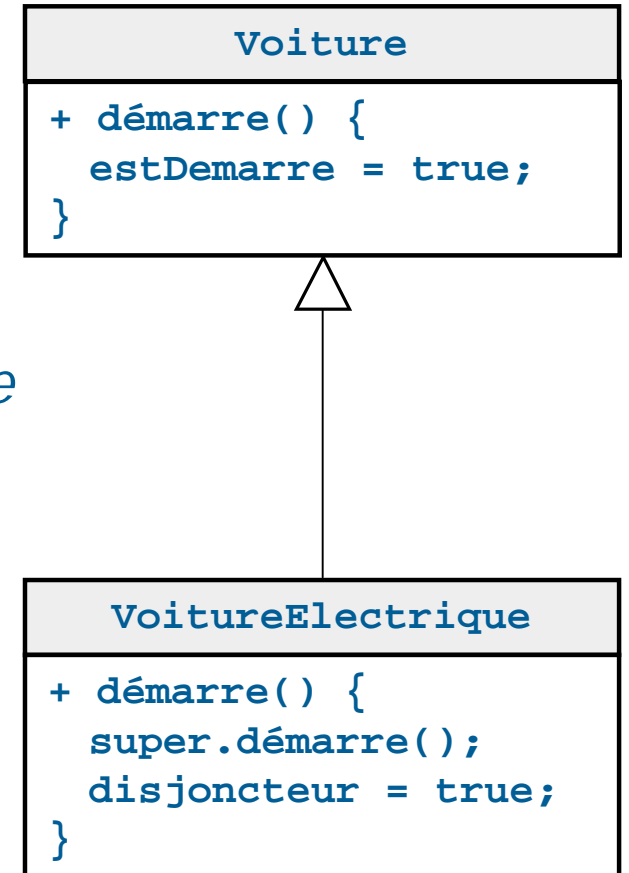 Voiture
+ démarre() {
estDemarre = true;
}
e
VoitureElectrique
+ démarre() {
super.démarre();
disjoncteur = true;
}